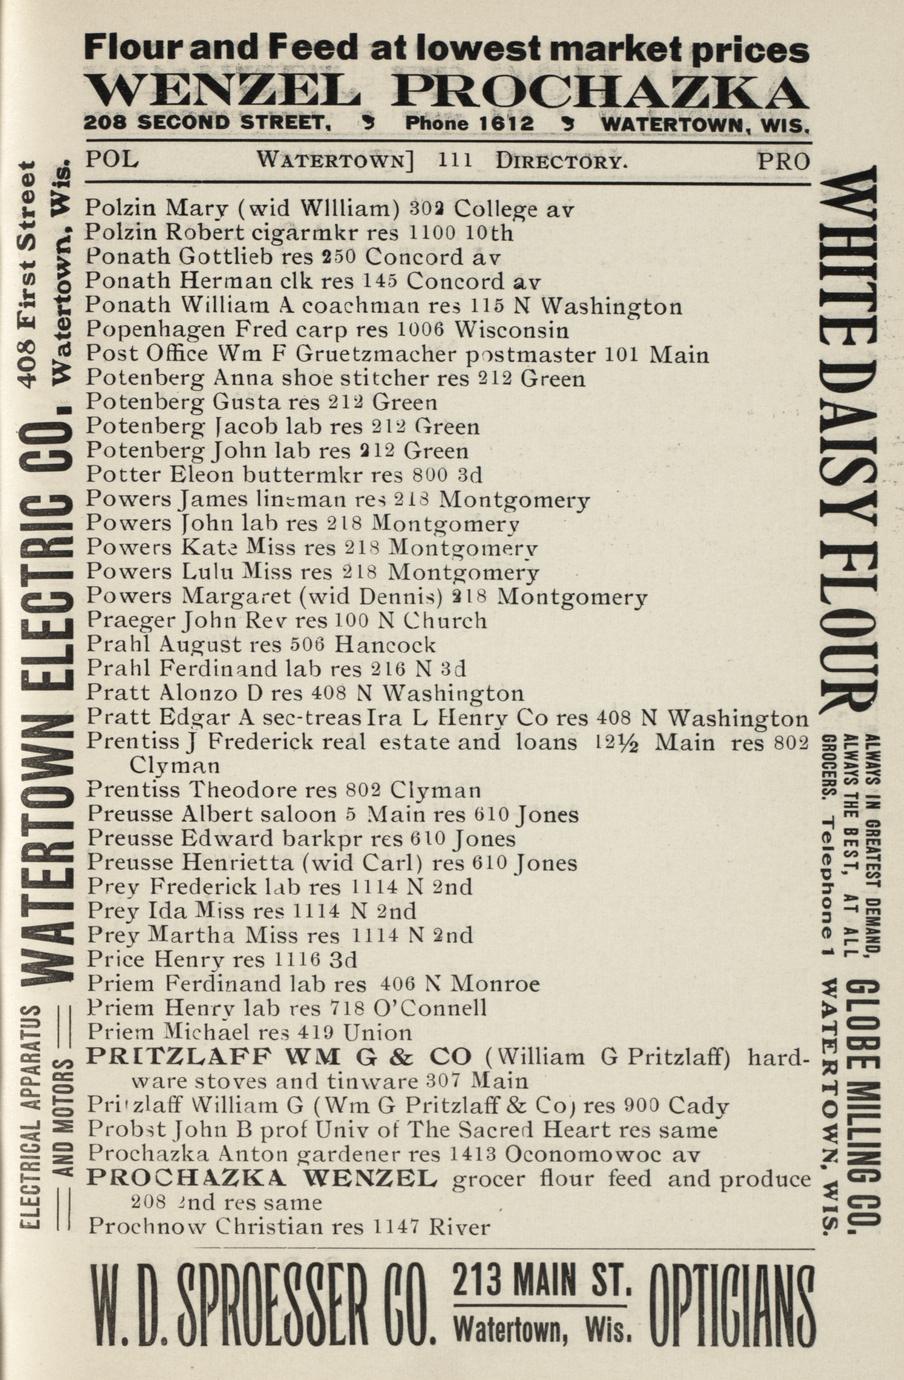 Flour and Feed at lowest market prices
WENZEL PROCHAZKA
208 SECOND STREET, Phone 1612 WATERTOWN, WIS.
POL WATERTOWN] 111 DIRECTORY. PRO
Polzin Mary (wid William) 302 College av
Polzin Robert cigarmkr res 1100 10th
Ponath Gottlieb res 250 Concord av
Ponath Herman clk res 145 Concord av
Ponath William A coachman res 115 N Washington
Popenhagen Fred carp res 1006 Wisconsin
Post Office Wm F Gruetzmacher postmaster 101 Main
Potenberg Anna shoe stitcher res 212 Green
Potenberg Gusta res 212 Green
Potenberg Jacob lab res 212 Green
Potenberg John lab res 212 Green
Potter Eleon buttermkr res 800 3d
Powers James lineman res 218 Montgomery
Powers John lab res 218 Montgomery
Powers Kate Miss res 218 Montgomery
Powers Lulu Miss res 218 Montgomery
Powers Margaret (wid Dennis) 218 Montgomery
Praeger John Rev res 100 N Church
Prahl August res 506 Hancock
Prahl Ferdinand lab res 216 N 3d
Pratt Alonzo D res 408 N Washington
Pratt Edgar A sec-treas Ira L Henry Co res 408 N Washington
Prentiss J Frederick real estate and loans 12½ Main res 802
Clyman
Prentiss Theodore res 802 Clyman
Preusse Albert saloon 5 Main res 610 Jones
Preusse Edward barkpr res 610 Jones
Preusse Henrietta (wid Carl) res 610 Jones
Prey Frederick lab res 1114 N 2nd
Prey Ida Miss res 1114 N 2nd
Prey Martha Miss res 1114 N 2nd
Price Henry res 1116 3d
Priem Ferdinand lab res 406 N Monroe
Priem Henry lab res 718 O'Connell
Priem Michael res 419 Union
PRITZLAFF WM G & CO (William G Pritzlaff) hard-
ware stoves and tinware 307 Main
Pritzlaff William G (Wm G Pritzlaff & Co) res 900 Cady
Probst John B prof Univ of The Sacred Heart res same
Prochazka Anton gardener res 1413 Oconomowoc av
PROCHAZKA WENZEL grocer flour feed and produce
208 2nd res same
Prochnow Christian res 1147 River
W. D. SPROESSER CO. 213 MAIN ST. OPTICIANS
Watertown, Wis.
ELECTRICAL APPARATUS
AND MOTORS
WATERTOWN ELECTRIC CO.
408 First Street
Watertown, Wis.
WHITE DAISY FLOUR
ALWAYS IN GREATEST DEMAND,
ALWAYS THE BEST, AT ALL
GROCERS. Telephone 1
GLOBE MILLING CO.
WATERTOWN, WIS.